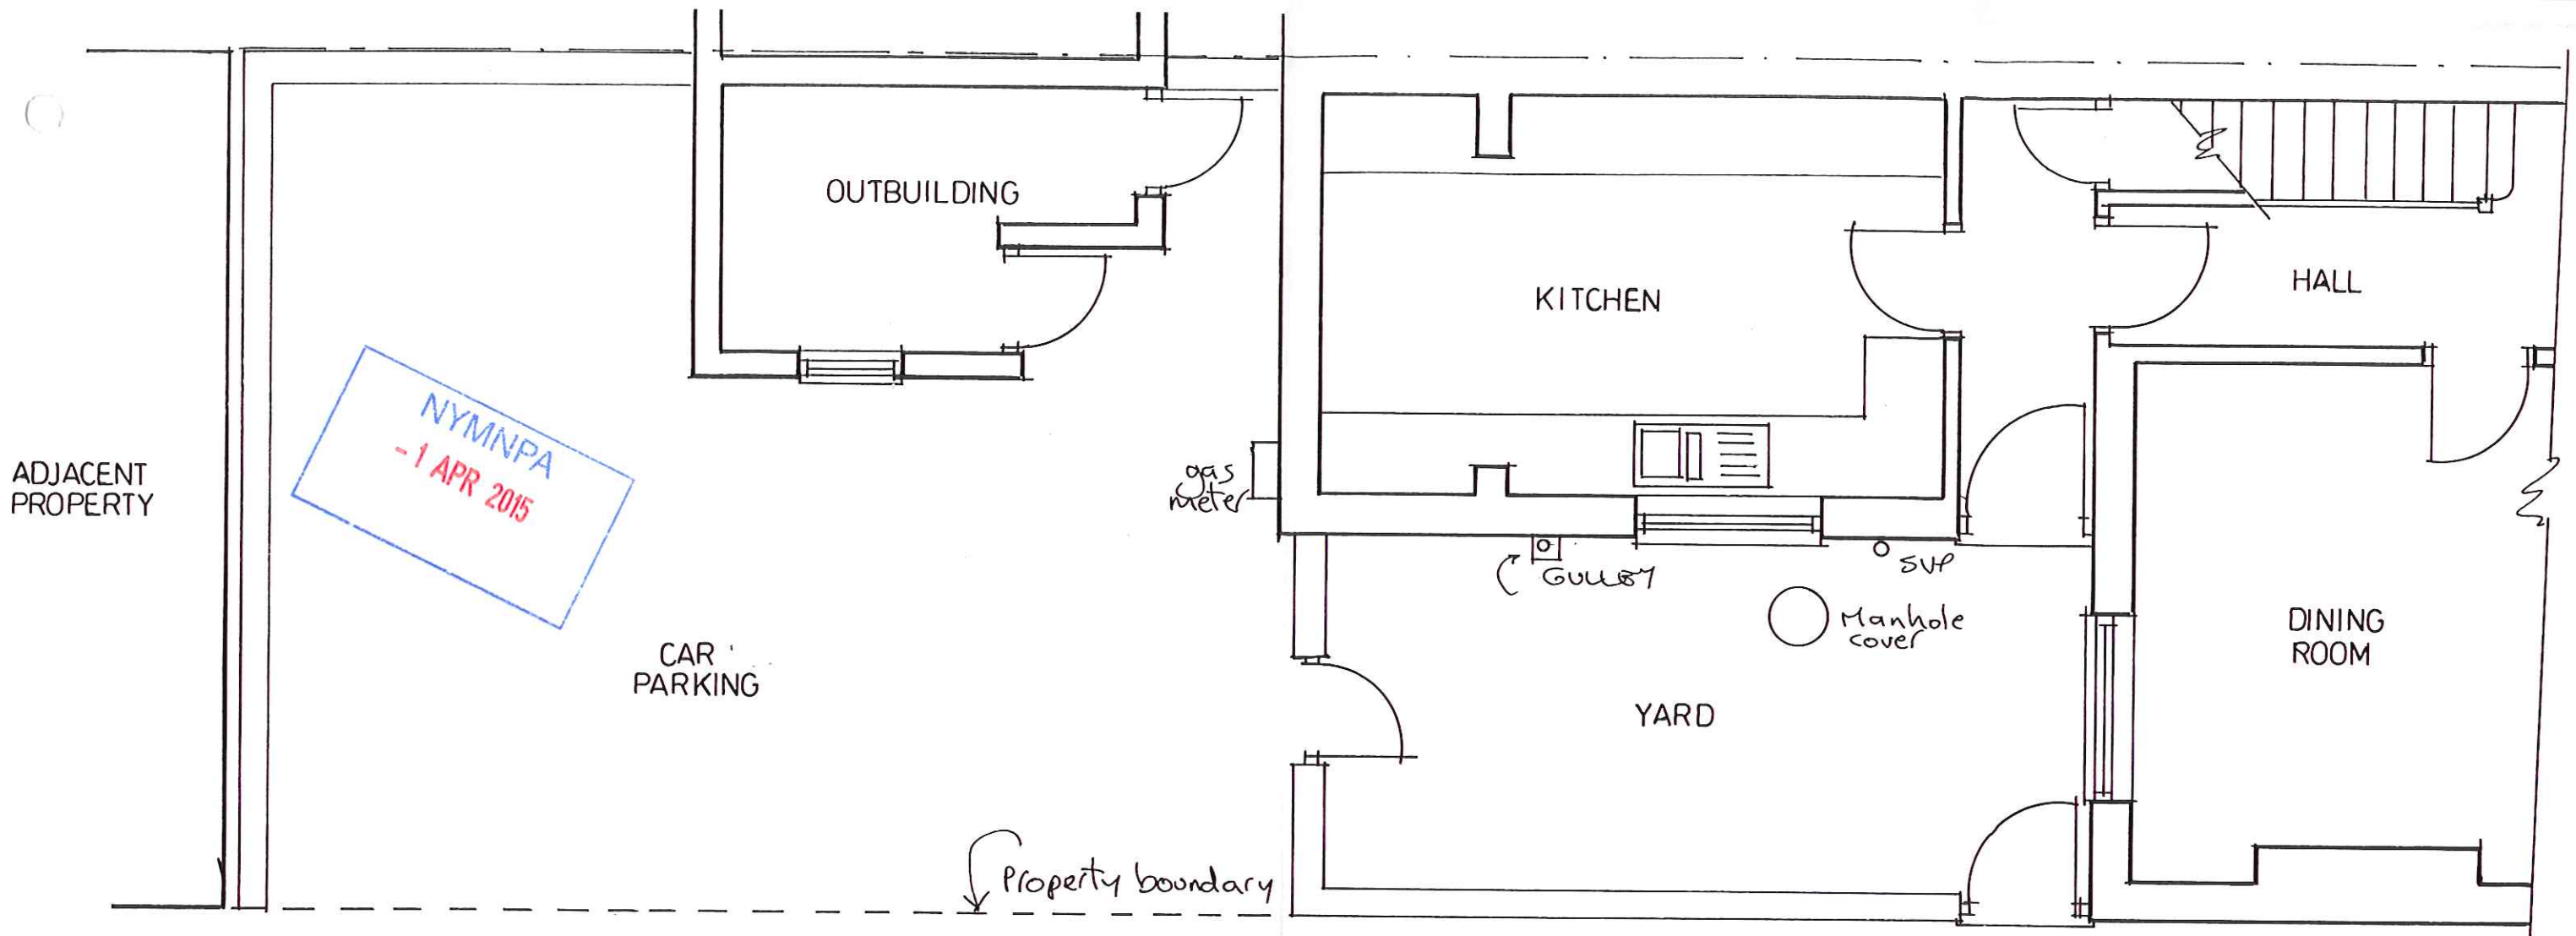 OUTBUILDING
KITCHEN
HALL
NYMNPA
-1 APR 2015
ADJACENT
PROPERTY
gas
meter
GULLEY
SVP
Manhole
cover
DINING
ROOM
CAR
PARKING
YARD
Property boundary